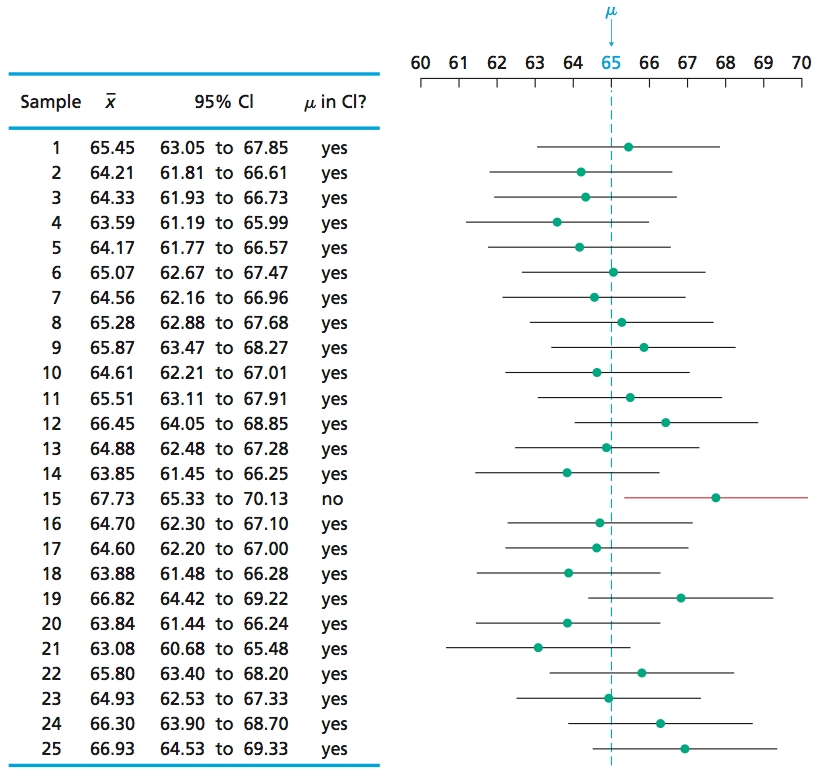 μ
60 61 62 63 64 65 66 67 68 69 70
Sample x̅ 95% CI μ in CI?
1 65.45 63.05 to 67.85 yes
2 64.21 61.81 to 66.61 yes
3 64.33 61.93 to 66.73 yes
4 63.59 61.19 to 65.99 yes
5 64.17 61.77 to 66.57 yes
6 65.07 62.67 to 67.47 yes
7 64.56 62.16 to 66.96 yes
8 65.28 62.88 to 67.68 yes
9 65.87 63.47 to 68.27 yes
10 64.61 62.21 to 67.01 yes
11 65.51 63.11 to 67.91 yes
12 66.45 64.05 to 68.85 yes
13 64.88 62.48 to 67.28 yes
14 63.85 61.45 to 66.25 yes
15 67.73 65.33 to 70.13 no
16 64.70 62.30 to 67.10 yes
17 64.60 62.20 to 67.00 yes
18 63.88 61.48 to 66.28 yes
19 66.82 64.42 to 69.22 yes
20 63.84 61.44 to 66.24 yes
21 63.08 60.68 to 65.48 yes
22 65.80 63.40 to 68.20 yes
23 64.93 62.53 to 67.33 yes
24 66.30 63.90 to 68.70 yes
25 66.93 64.53 to 69.33 yes